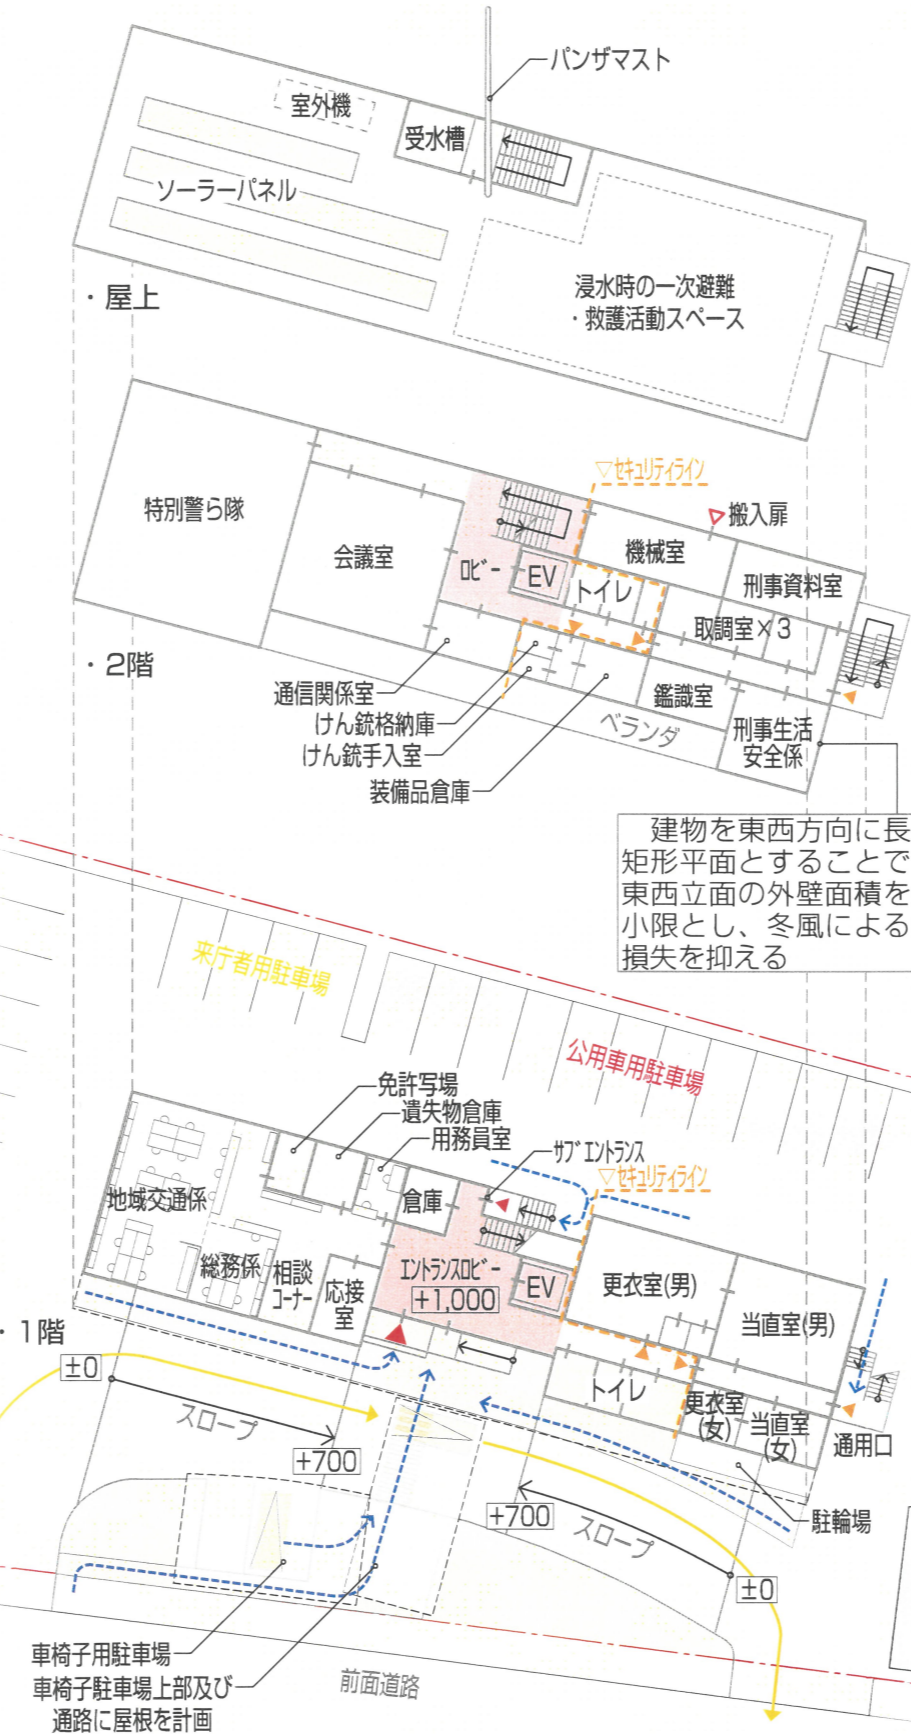 パンザマスト
室外機
受水槽
ソーラーパネル
浸水時の一次避難
・救護活動スペース
・屋上
▽セキュリティライン
特別警ら隊
搬入扉
会議室
機械室
ロビー
EV
トイレ
刑事資料室
取調室×3
・2階
通信関係室
鑑識室
けん銃格納庫
ベランダ
刑事生活
安全係
けん銃手入室
装備品倉庫
建物を東西方向に長
矩形平面とすることで
東西立面の外壁面積を
小限とし、冬風による
損失を抑える
来庁者用駐車場
公用車用駐車場
免許写場
遺失物倉庫
用務員室
サブエントランス
▽セキュリティライン
倉庫
地域交通係
総務係
相談
コーナー
応接
室
エントランスロビー
+1,000
EV
更衣室(男)
当直室(男)
・1階
±0
トイレ
更衣室
(女)
当直室
(女)
通用口
スロープ
+700
+700
スロープ
駐輪場
±0
車椅子用駐車場
車椅子駐車場上部及び
通路に屋根を計画
前面道路